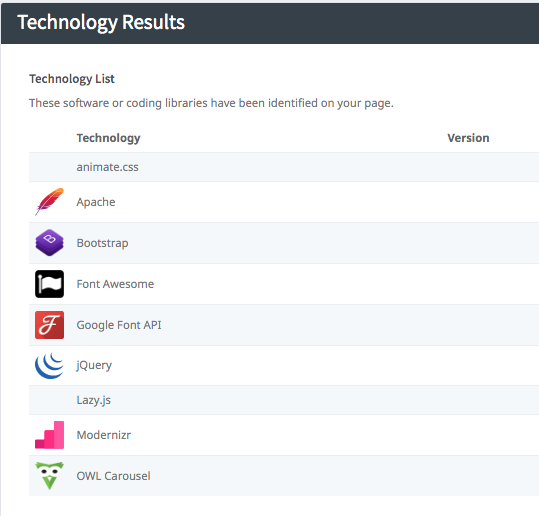 Technology Results
Technology List
These software or coding libraries have been identified on your page.
Technology Version
animate.css
Apache
Bootstrap
Font Awesome
Google Font API
jQuery
Lazy.js
Modernizr
OWL Carousel